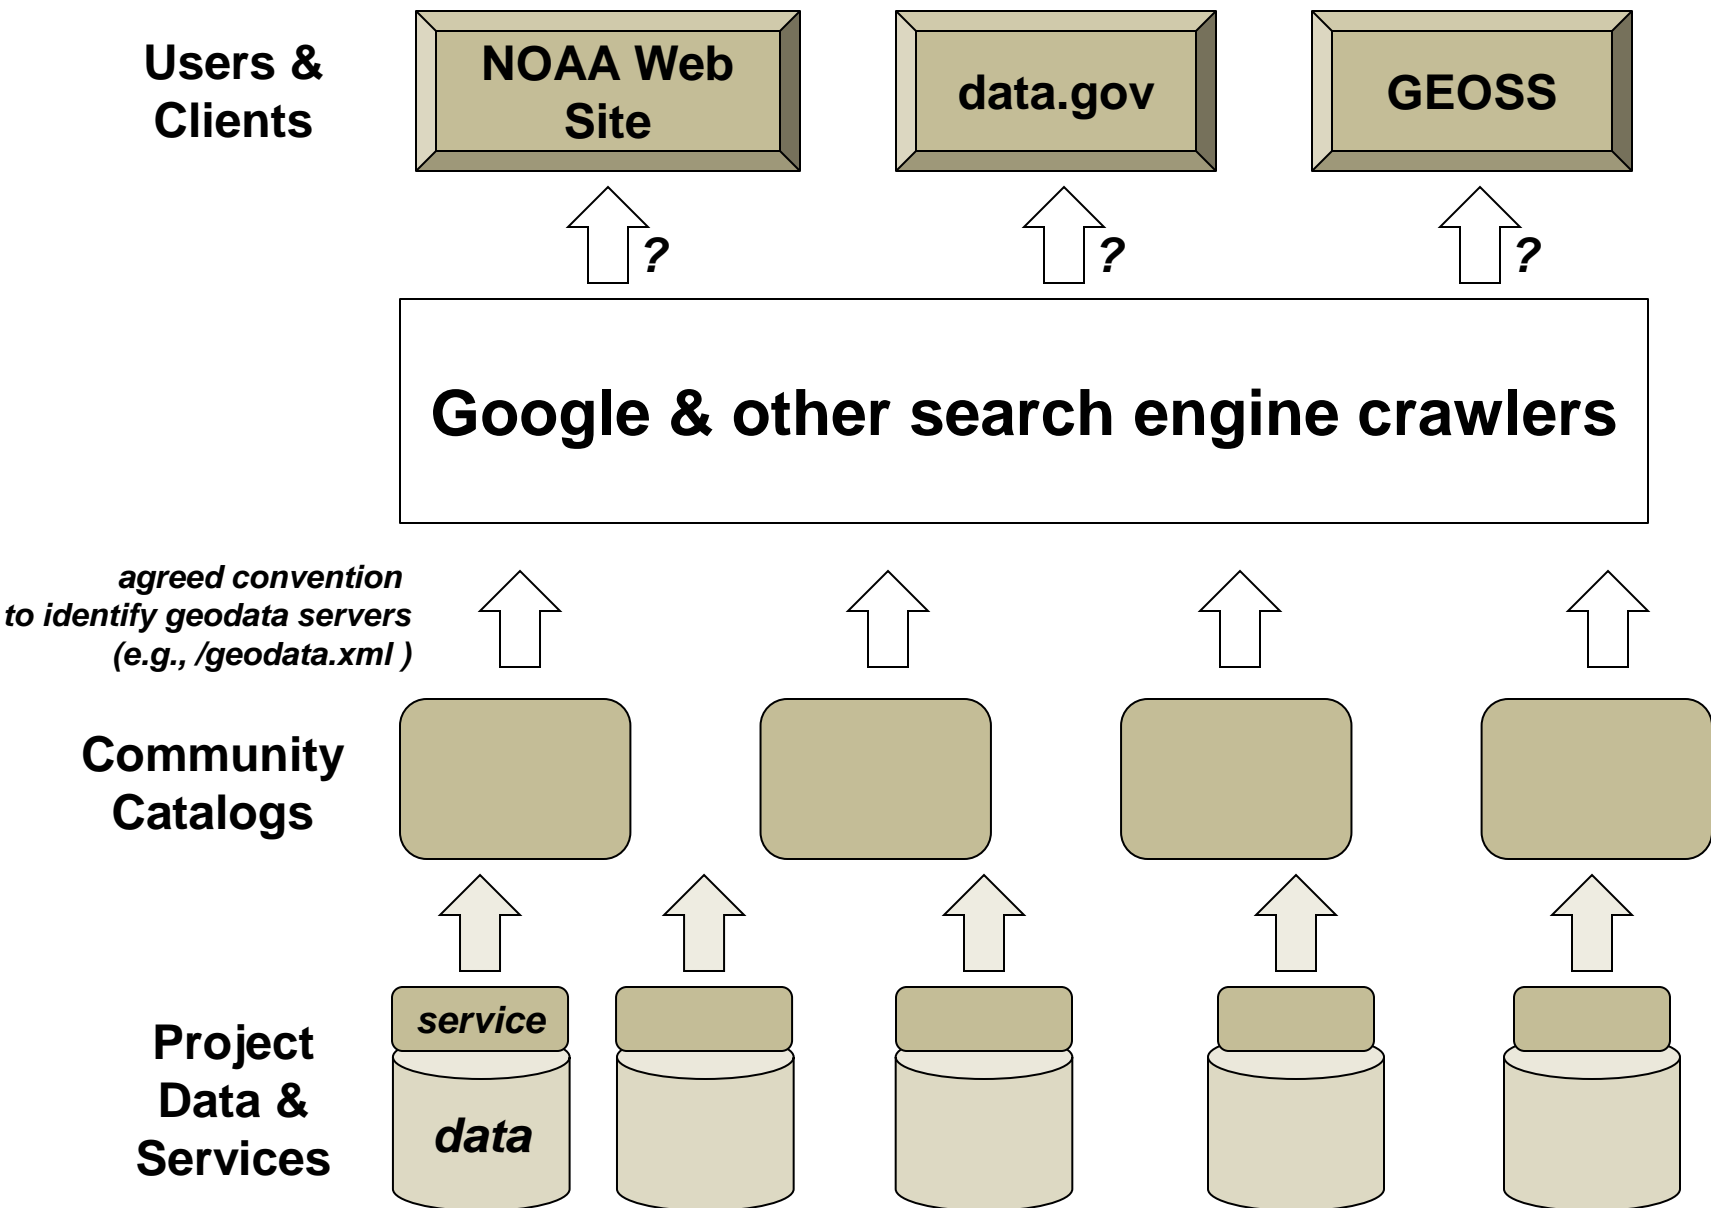 Users &
Clients
NOAA Web
Site
data.gov
GEOSS
?
?
?
Google & other search engine crawlers
agreed convention
to identify geodata servers
(e.g., /geodata.xml )
Community
Catalogs
Project
Data &
Services
service
data